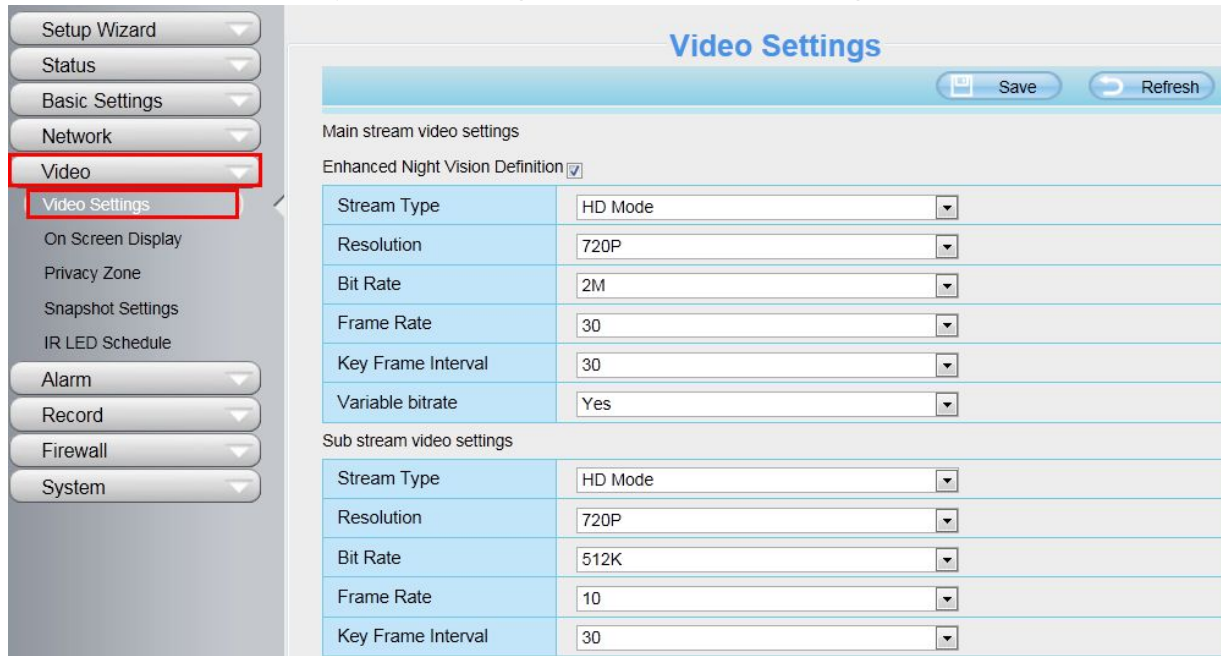 Setup Wizard
Status
Basic Settings
Network
Video
Video Settings
On Screen Display
Privacy Zone
Snapshot Settings
IR LED Schedule
Alarm
Record
Firewall
System
Video Settings
Save Refresh
Main stream video settings
Enhanced Night Vision Definition
Stream Type HD Mode
Resolution 720P
Bit Rate 2M
Frame Rate 30
Key Frame Interval 30
Variable bitrate Yes
Sub stream video settings
Stream Type HD Mode
Resolution 720P
Bit Rate 512K
Frame Rate 10
Key Frame Interval 30